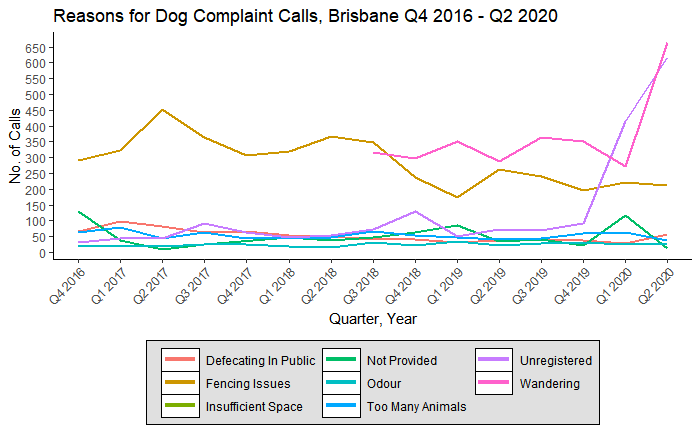 Reasons for Dog Complaint Calls, Brisbane Q4 2016 - Q2 2020
No. of Calls
650
600
550
500
450
400
350
300
250
200
150
100
50
0
Q4 2016
Q1 2017
Q2 2017
Q3 2017
Q4 2017
Q1 2018
Q2 2018
Q3 2018
Q4 2018
Q1 2019
Q2 2019
Q3 2019
Q4 2019
Q1 2020
Q2 2020
Quarter, Year
Defecating In Public
Not Provided
Unregistered
Fencing Issues
Odour
Wandering
Insufficient Space
Too Many Animals